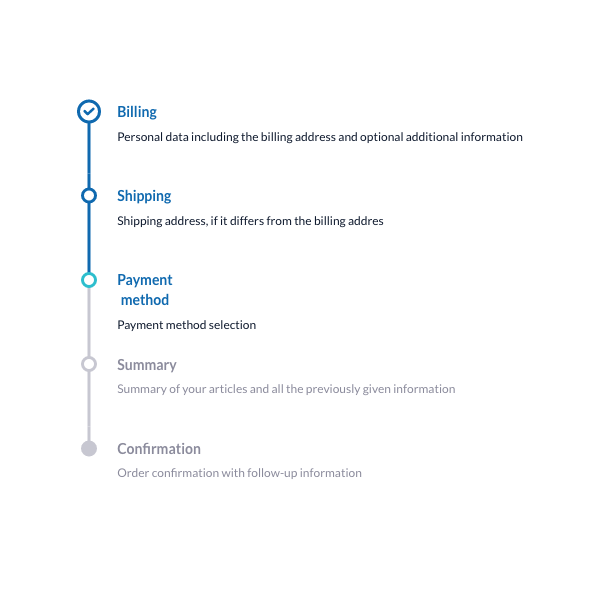 Billing
Personal data including the billing address and optional additional information
Shipping
Shipping address, if it differs from the billing addres
Payment
method
Payment method selection
Summary
Summary of your articles and all the previously given information
Confirmation
Order confirmation with follow-up information